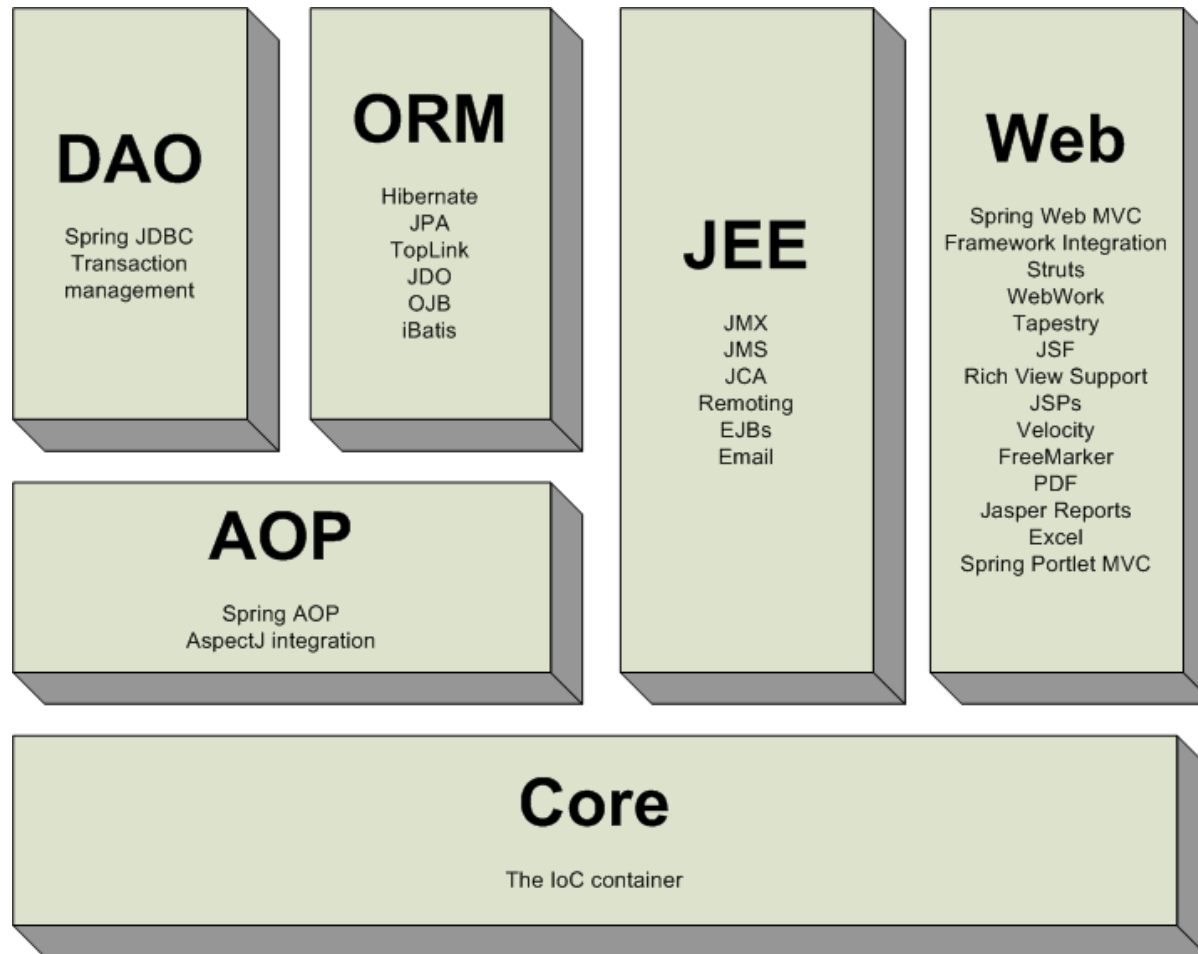 DAO
Spring JDBC
Transaction
management
ORM
Hibernate
JPA
TopLink
JDO
OJB
iBatis
JEE
JMX
JMS
JCA
Remoting
EJBs
Email
Web
Spring Web MVC
Framework Integration
Struts
WebWork
Tapestry
JSF
Rich View Support
JSPs
Velocity
FreeMarker
PDF
Jasper Reports
Excel
Spring Portlet MVC
AOP
Spring AOP
AspectJ integration
Core
The IoC container